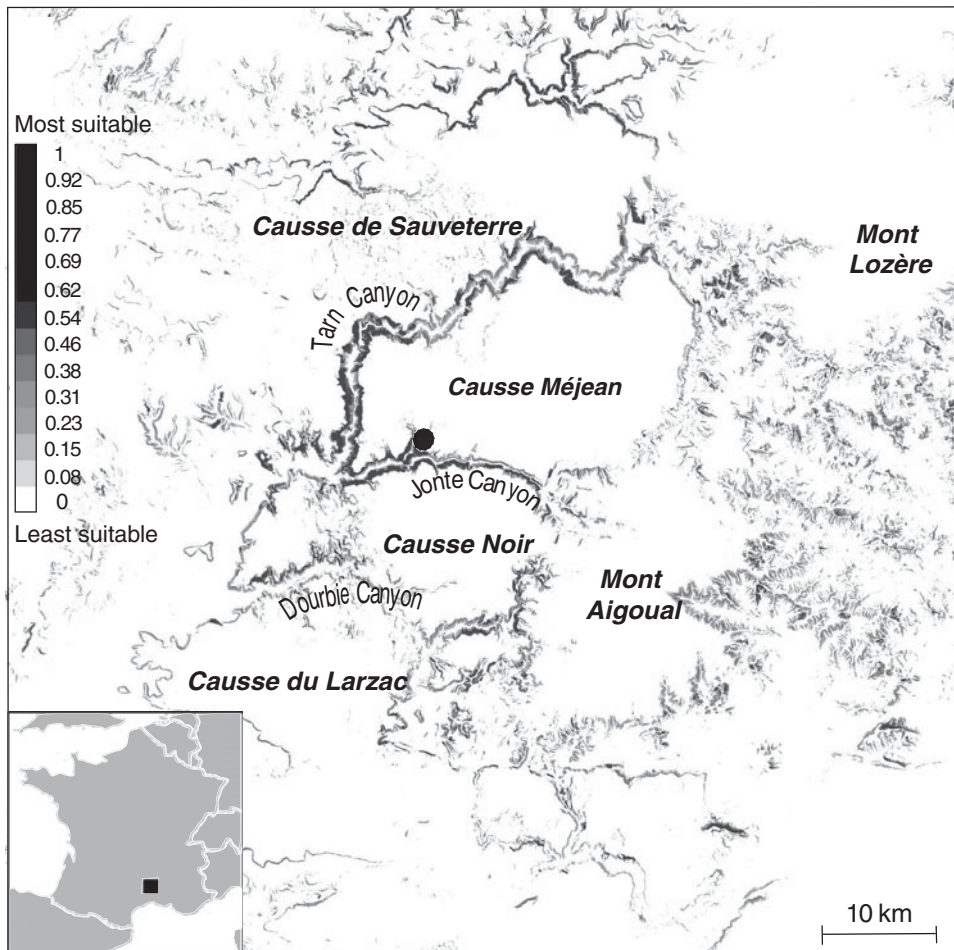 Most suitable
1
0.92
0.85
0.77
0.69
0.62
0.54
0.46
0.38
0.31
0.23
0.15
0.08
0
Least suitable
Causse de Sauveterre
Mont
Lozère
Tarn Canyon
Causse Méjean
Jonte Canyon
Causse Noir
Mont
Aigoual
Dourbie Canyon
Causse du Larzac
10 km